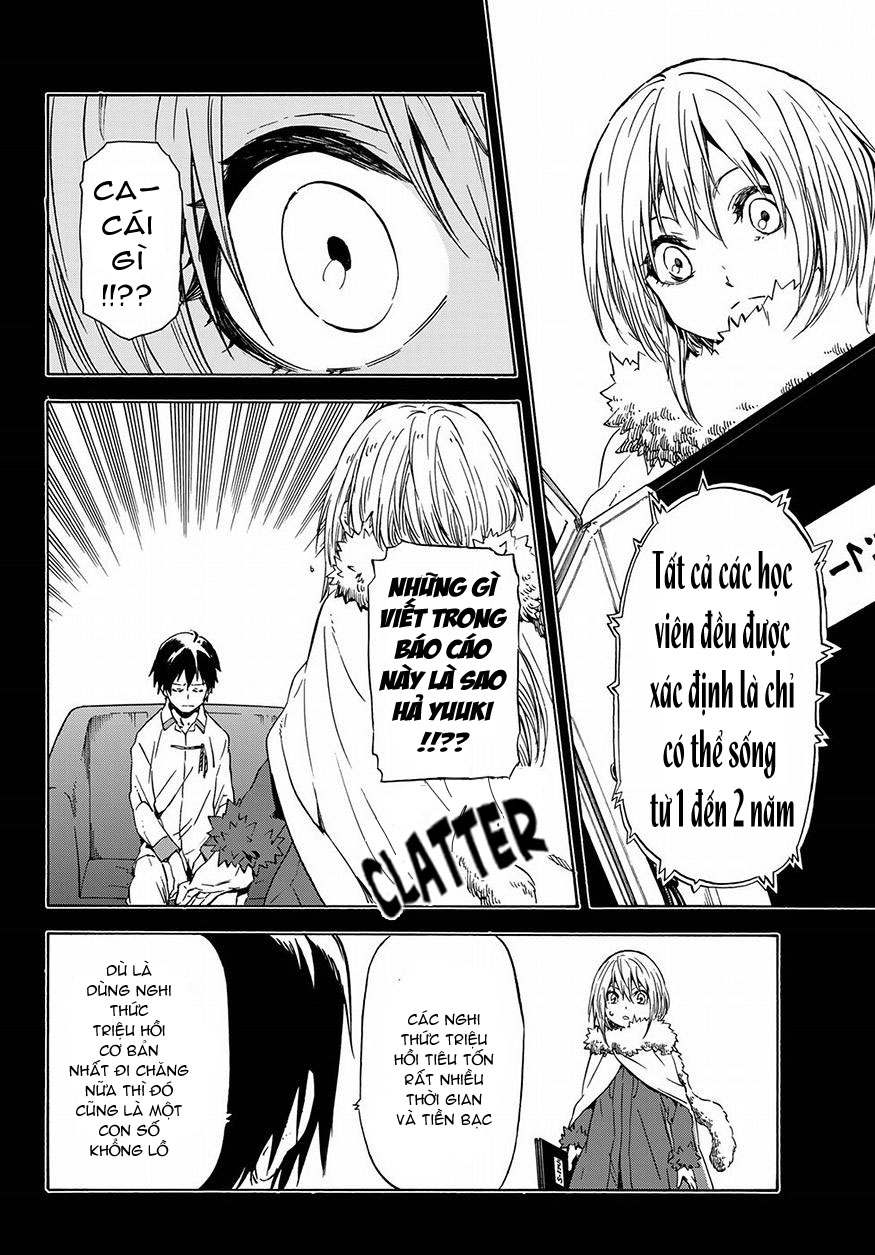 Tất cả các học
viên đều được
xác định là chỉ
có thể sống
từ 1 đến 2 năm
CA-
CÁI
GÌ
!!??
NHỮNG GÌ
VIẾT TRONG
BÁO CÁO
NÀY LÀ SAO
HẢ YUUKI
!!??
CLATTER
CÁC NGHI
THỨC TRIỆU
HỒI TIÊU TỐN
RẤT NHIỀU
THỜI GIAN
VÀ TIỀN BẠC
DÙ LÀ
DÙNG NGHI
THỨC
TRIỆU HỒI
CƠ BẢN
NHẤT ĐI CHĂNG
NỮA THÌ ĐÓ
CŨNG LÀ MỘT
CON SỐ
KHỔNG LỒ